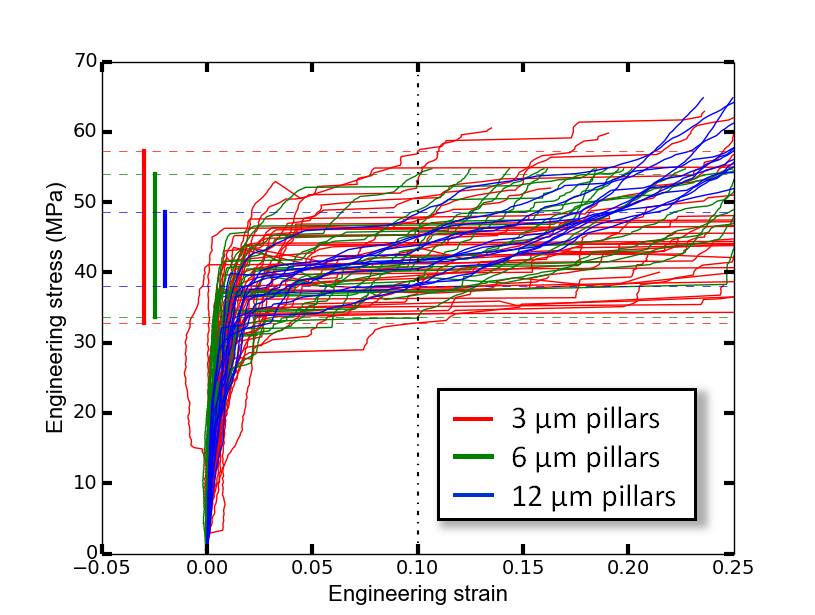 70
60
50
40
30
20
10
0
Engineering stress (MPa)
3 µm pillars
6 µm pillars
12 µm pillars
−0.05 0.00 0.05 0.10 0.15 0.20 0.25
Engineering strain